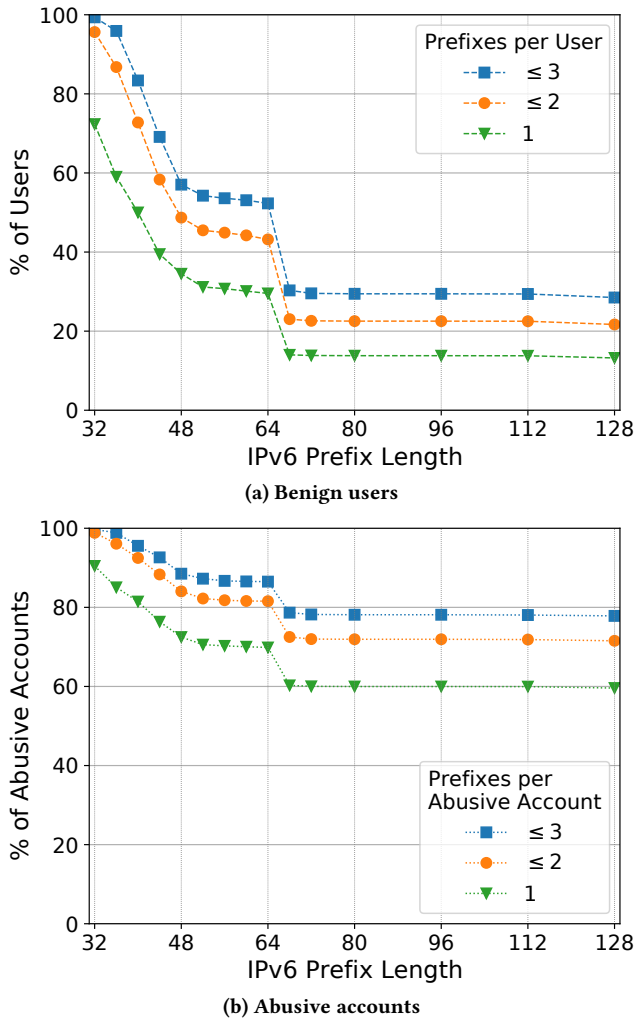 100
80
60
40
20
0
% of Users
Prefixes per User
≤ 3
≤ 2
1
32 48 64 80 96 112 128
IPv6 Prefix Length
(a) Benign users
100
80
60
40
20
0
% of Abusive Accounts
Prefixes per
Abusive Account
≤ 3
≤ 2
1
32 48 64 80 96 112 128
IPv6 Prefix Length
(b) Abusive accounts